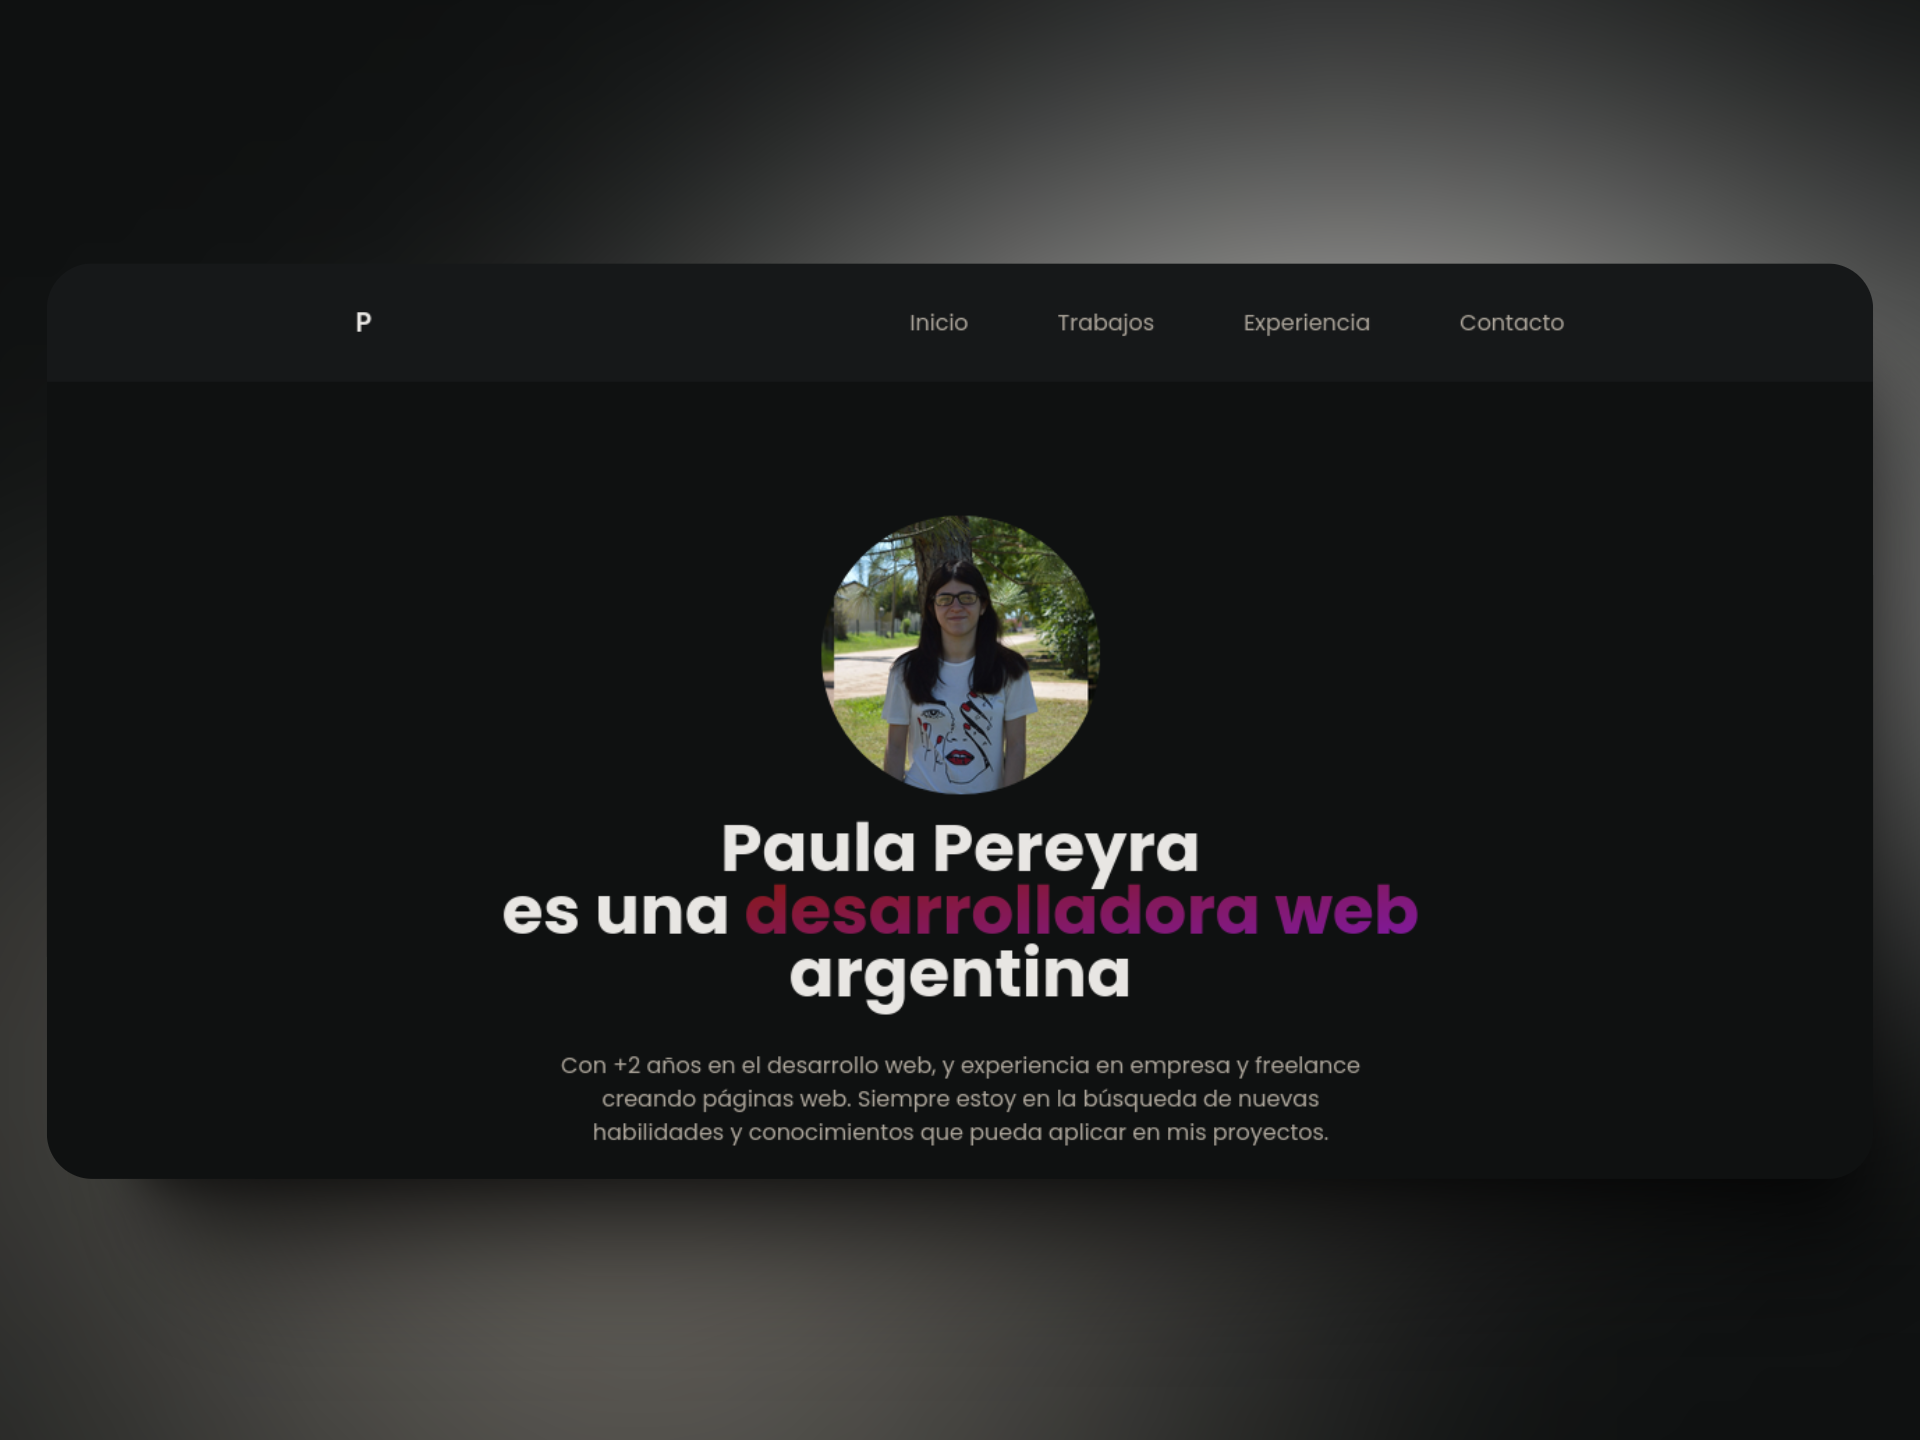 P
Inicio Trabajos Experiencia Contacto
Paula Pereyra
es una desarrolladora web
argentina
Con +2 años en el desarrollo web, y experiencia en empresa y freelance
creando páginas web. Siempre estoy en la búsqueda de nuevas
habilidades y conocimientos que pueda aplicar en mis proyectos.